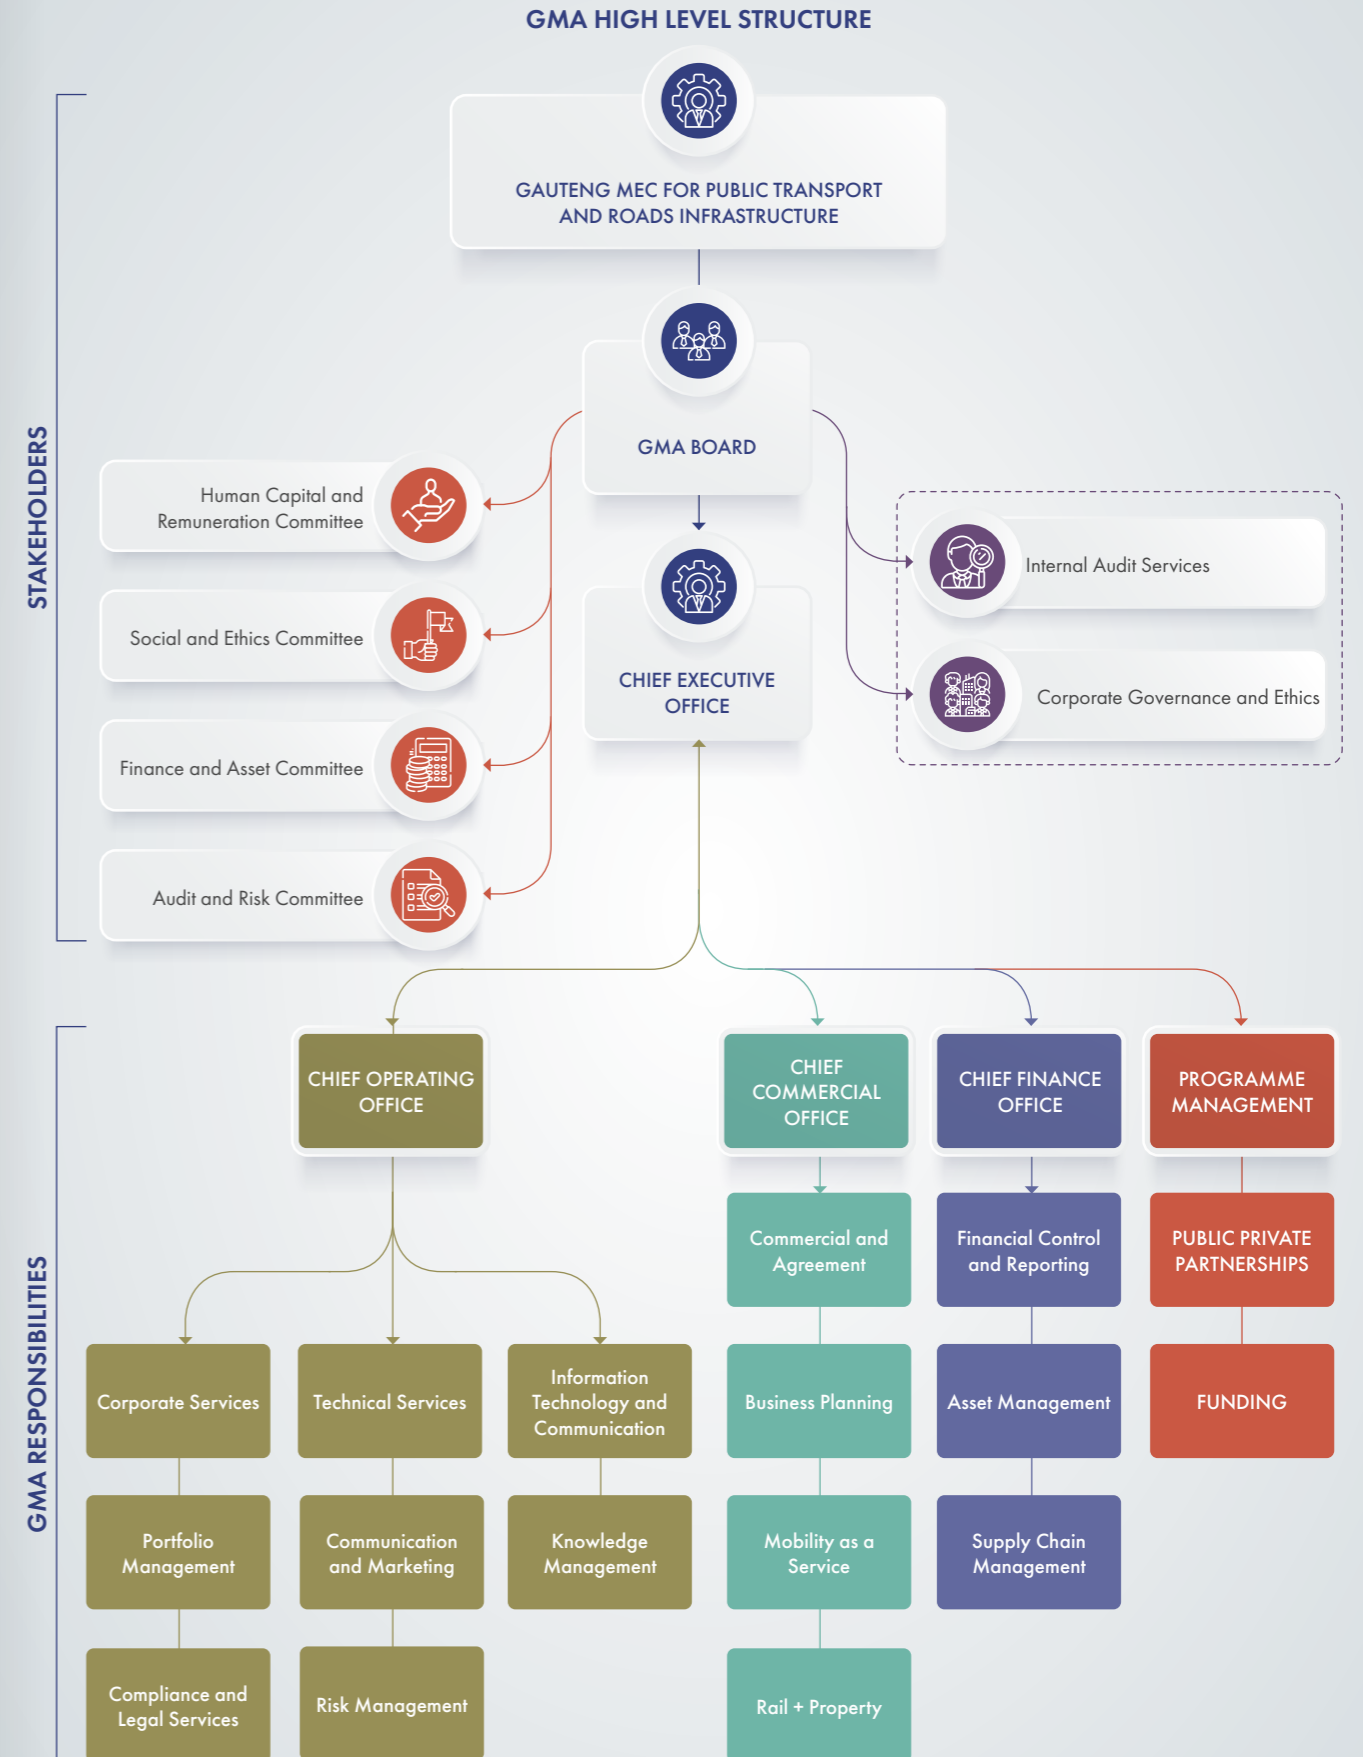 GMA HIGH LEVEL STRUCTURE
GAUTENG MEC FOR PUBLIC TRANSPORT
AND ROADS INFRASTRUCTURE
STAKEHOLDERS
GMA BOARD
Human Capital and
Remuneration Committee
Social and Ethics Committee
Finance and Asset Committee
Audit and Risk Committee
CHIEF EXECUTIVE
OFFICE
Internal Audit Services
Corporate Governance and Ethics
GMA RESPONSIBILITIES
CHIEF OPERATING
OFFICE
CHIEF
COMMERCIAL
OFFICE
CHIEF FINANCE
OFFICE
PROGRAMME
MANAGEMENT
Commercial and
Agreement
Financial Control
and Reporting
PUBLIC PRIVATE
PARTNERSHIPS
Corporate Services
Technical Services
Information
Technology and
Communication
Business Planning
Asset Management
FUNDING
Portfolio
Management
Communication
and Marketing
Knowledge
Management
Mobility as a
Service
Supply Chain
Management
Compliance and
Legal Services
Risk Management
Rail + Property